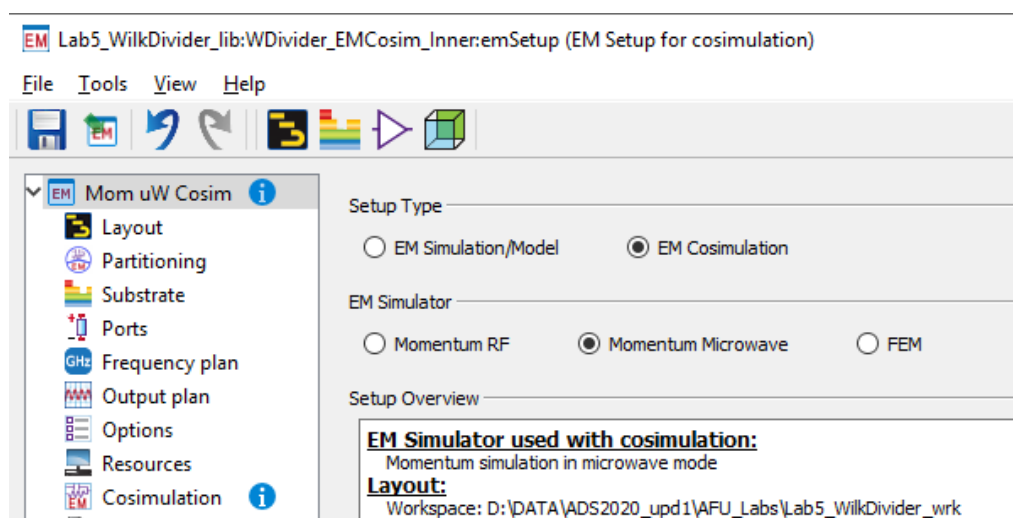 EM Lab5_WilkDivider_lib:WDivider_EMCosim_Inner:emSetup (EM Setup for cosimulation)
File Tools View Help
EM
EM Mom uW Cosim i
Layout
EM Partitioning
Substrate
Ports
GHz Frequency plan
Output plan
Options
Resources
EM Cosimulation i
Setup Type
EM Simulation/Model EM Cosimulation
EM Simulator
Momentum RF Momentum Microwave FEM
Setup Overview
EM Simulator used with cosimulation:
Momentum simulation in microwave mode
Layout:
Workspace: D:\DATA\ADS2020_upd1\AFU_Labs\Lab5_WilkDivider_wrk